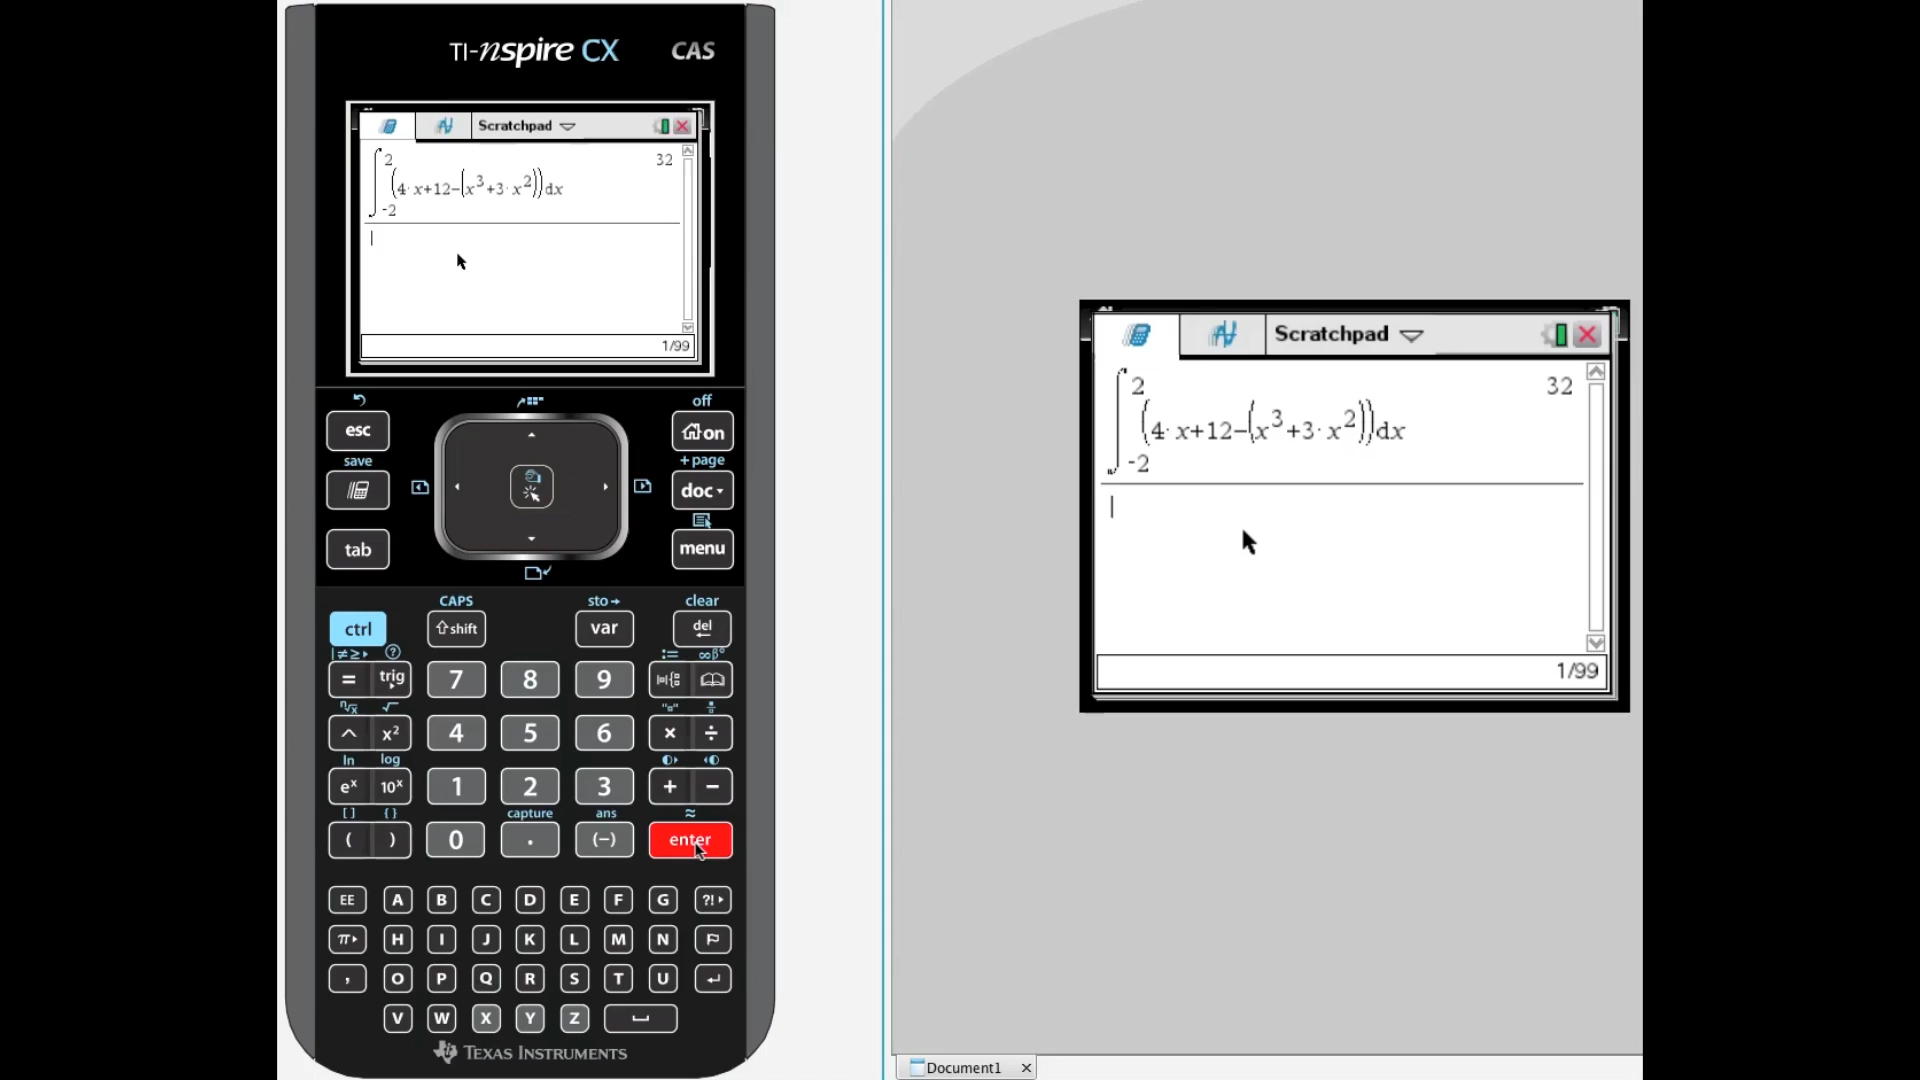 TI-nspire CX CAS
Scratchpad
2
32
(4·x+12-(x³+3·x²))dx
-2
1/99
off
esc
on
save
+page
doc
tab
menu
CAPS
sto→
clear
ctrl
⇧shift
var
del
= trig 7 8 9
^ x² 4 5 6 × ÷
ln log
eˣ 10ˣ 1 2 3 + −
[] {} capture ans ≈
( ) 0 . (−) enter
EE A B C D E F G ?!▸
π▸ H I J K L M N
, O P Q R S T U
V W X Y Z
TEXAS INSTRUMENTS
Scratchpad
2
32
(4·x+12-(x³+3·x²))dx
-2
1/99
Document1